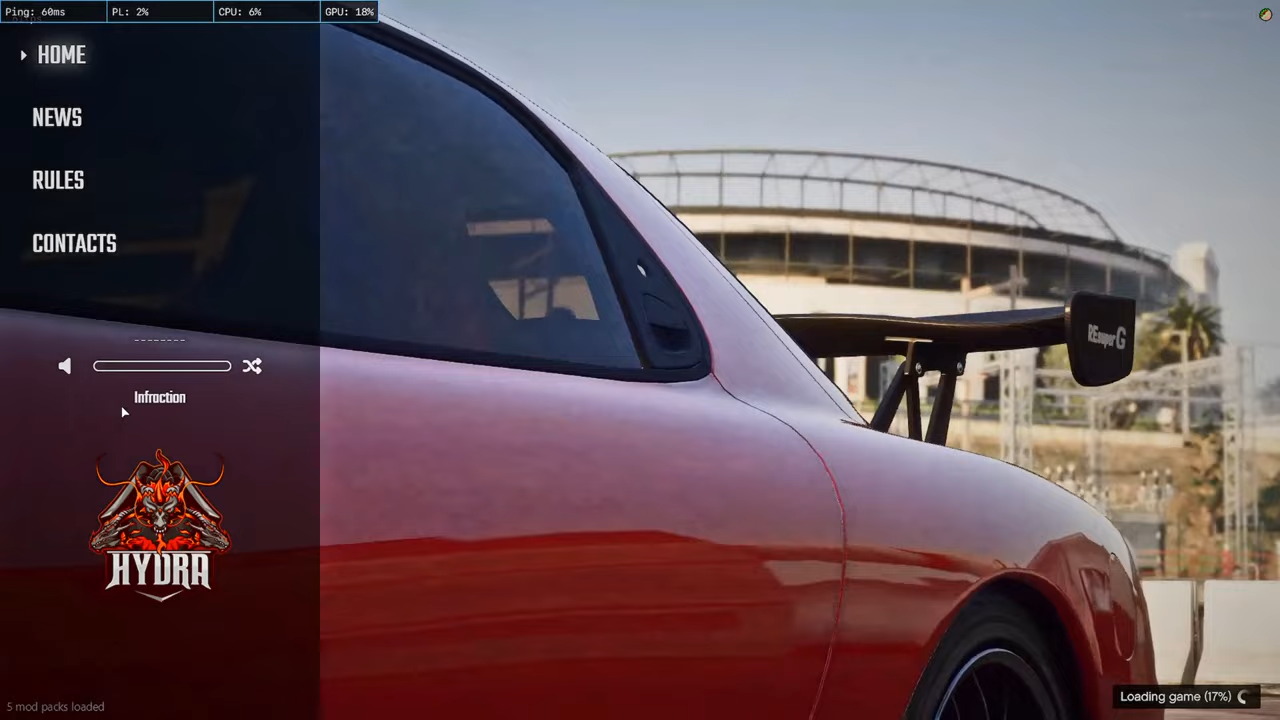 Ping: 60ms
PL: 2%
CPU: 6%
GPU: 18%
HOME
NEWS
RULES
CONTACTS
Infraction
HYDRA
REsuperG
Loading game (17%)
5 mod packs loaded